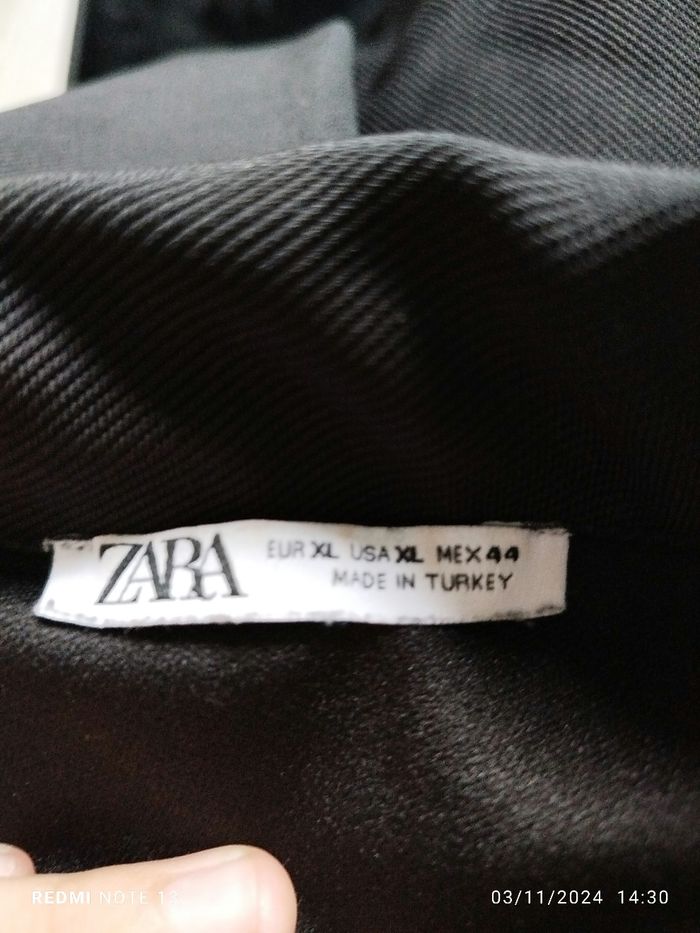 ZARA EUR XL USA XL MEX 44
MADE IN TURKEY
REDMI NOTE 13
03/11/2024 14:30